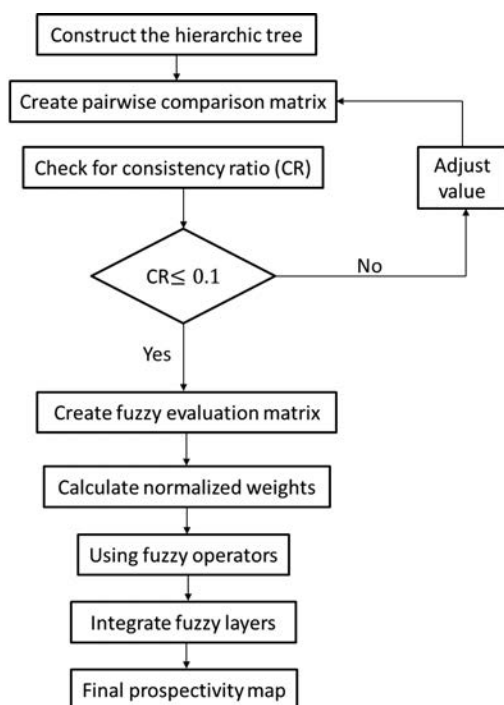 Construct the hierarchic tree
Create pairwise comparison matrix
Check for consistency ratio (CR)
Adjust
value
CR≤ 0.1
No
Yes
Create fuzzy evaluation matrix
Calculate normalized weights
Using fuzzy operators
Integrate fuzzy layers
Final prospectivity map